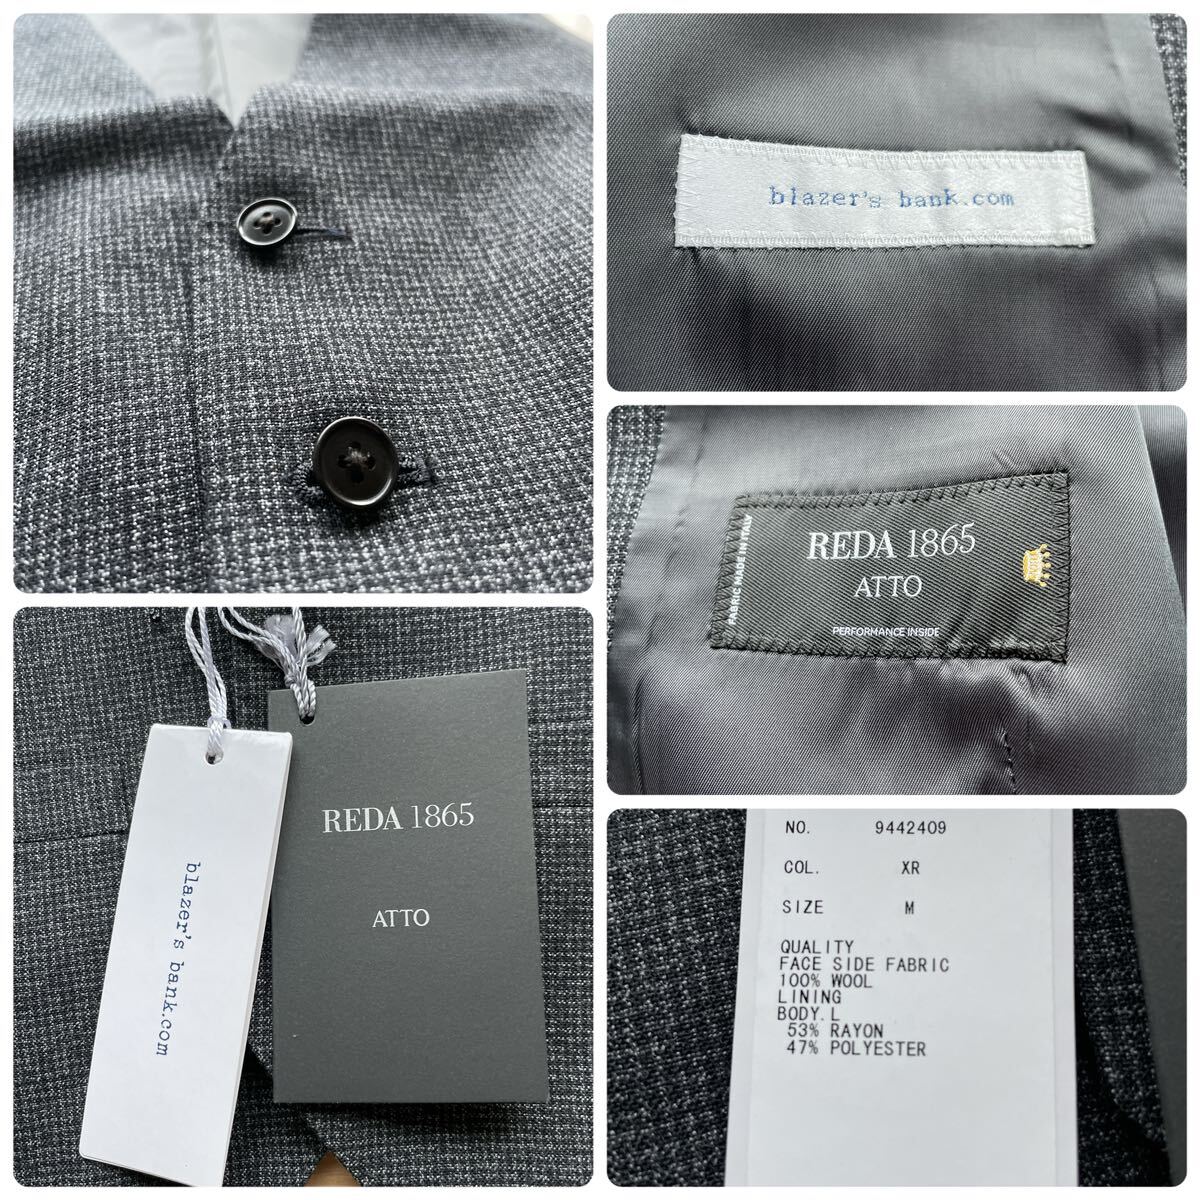 blazer's bank.com
REDA 1865
ATTO
PERFORMANCE INSIDE
FABRIC MADE IN ITALY
REDA 1865
ATTO
blazer's bank.com
NO. 9442409
COL. XR
SIZE M
QUALITY
FACE SIDE FABRIC
100% WOOL
LINING
BODY.L
53% RAYON
47% POLYESTER